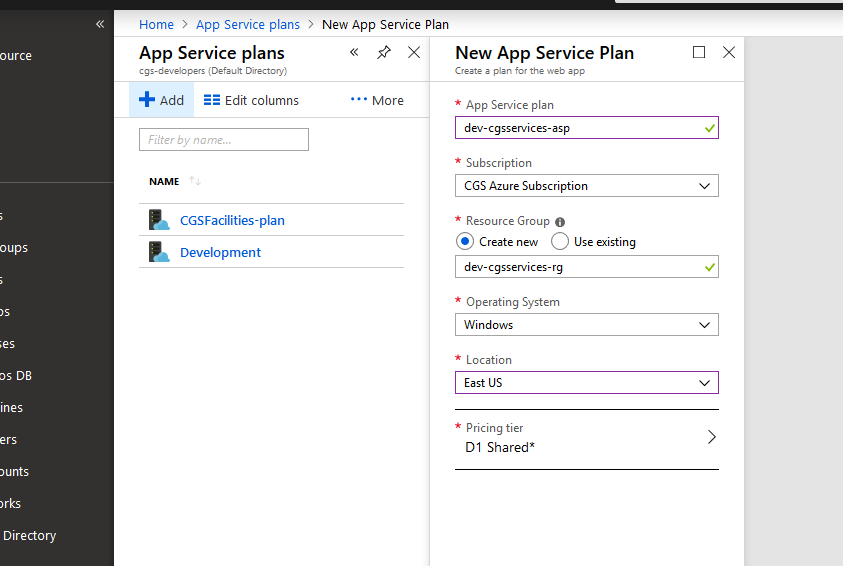 Home > App Service plans > New App Service Plan
«
ource
s
oups
s
os
ses
os DB
ines
ers
ounts
orks
Directory
App Service plans
cgs-developers (Default Directory)
«
Add
Edit columns
··· More
Filter by name...
NAME ↑↓
CGSFacilities-plan
Development
New App Service Plan
Create a plan for the web app
* App Service plan
dev-cgsservices-asp
* Subscription
CGS Azure Subscription
* Resource Group
Create new Use existing
dev-cgsservices-rg
* Operating System
Windows
* Location
East US
* Pricing tier
D1 Shared*